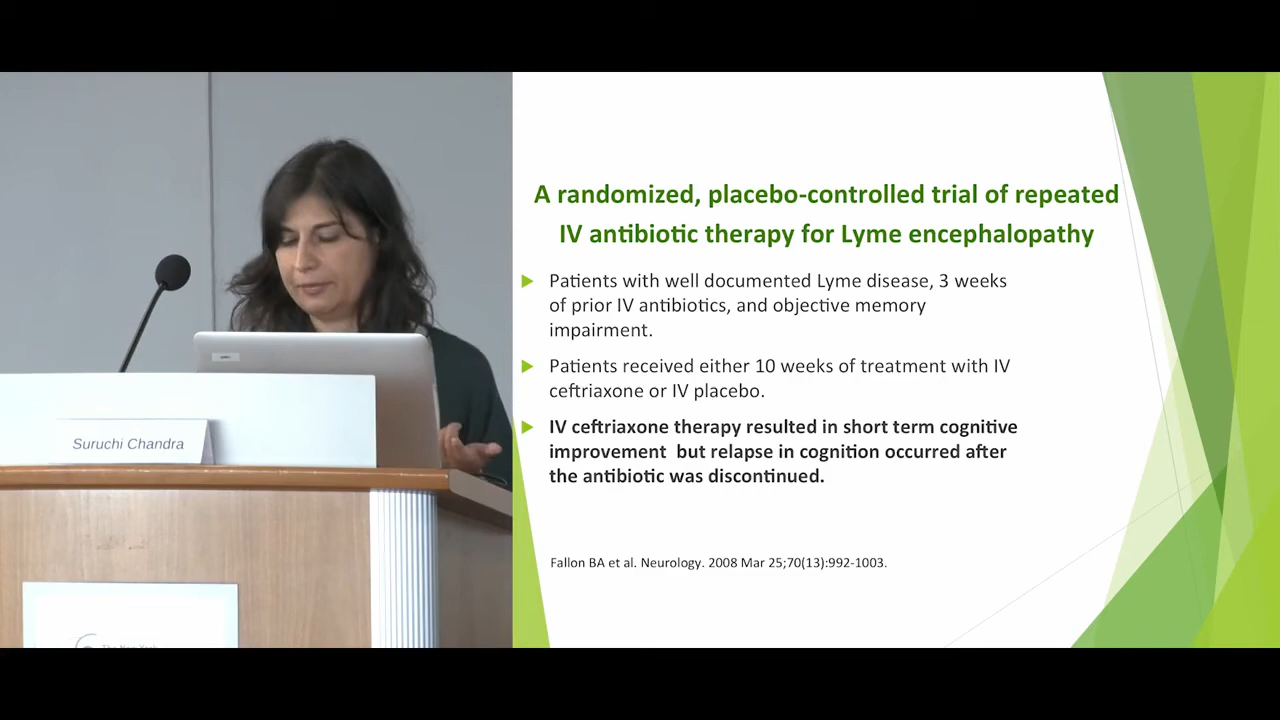 A randomized, placebo-controlled trial of repeated
IV antibiotic therapy for Lyme encephalopathy
Patients with well documented Lyme disease, 3 weeks
of prior IV antibiotics, and objective memory
impairment.
Patients received either 10 weeks of treatment with IV
ceftriaxone or IV placebo.
IV ceftriaxone therapy resulted in short term cognitive
improvement but relapse in cognition occurred after
the antibiotic was discontinued.
Fallon BA et al. Neurology. 2008 Mar 25;70(13):992-1003.
Suruchi Chandra
The New York